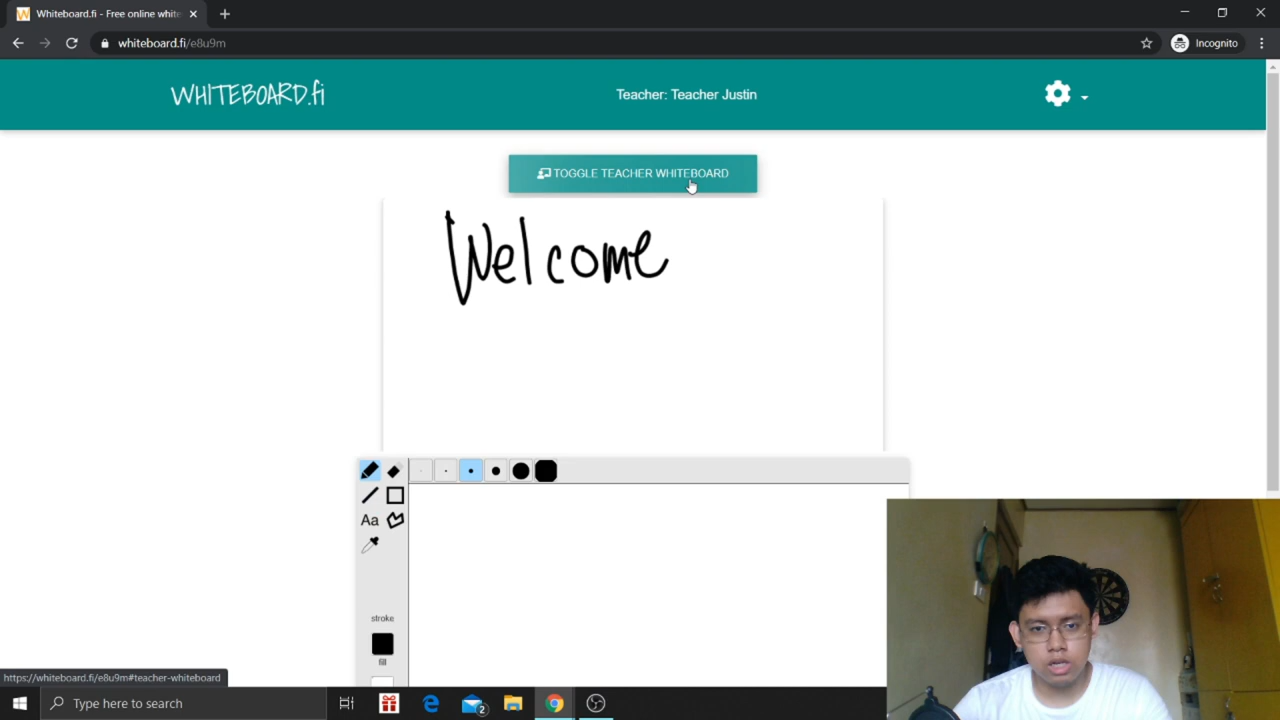 Whiteboard.fi - Free online white
whiteboard.fi/e8u9m
Incognito
WHITEBOARD.fi
Teacher: Teacher Justin
TOGGLE TEACHER WHITEBOARD
Welcome
Aa
stroke
fill
https://whiteboard.fi/e8u9m#teacher-whiteboard
Type here to search
2